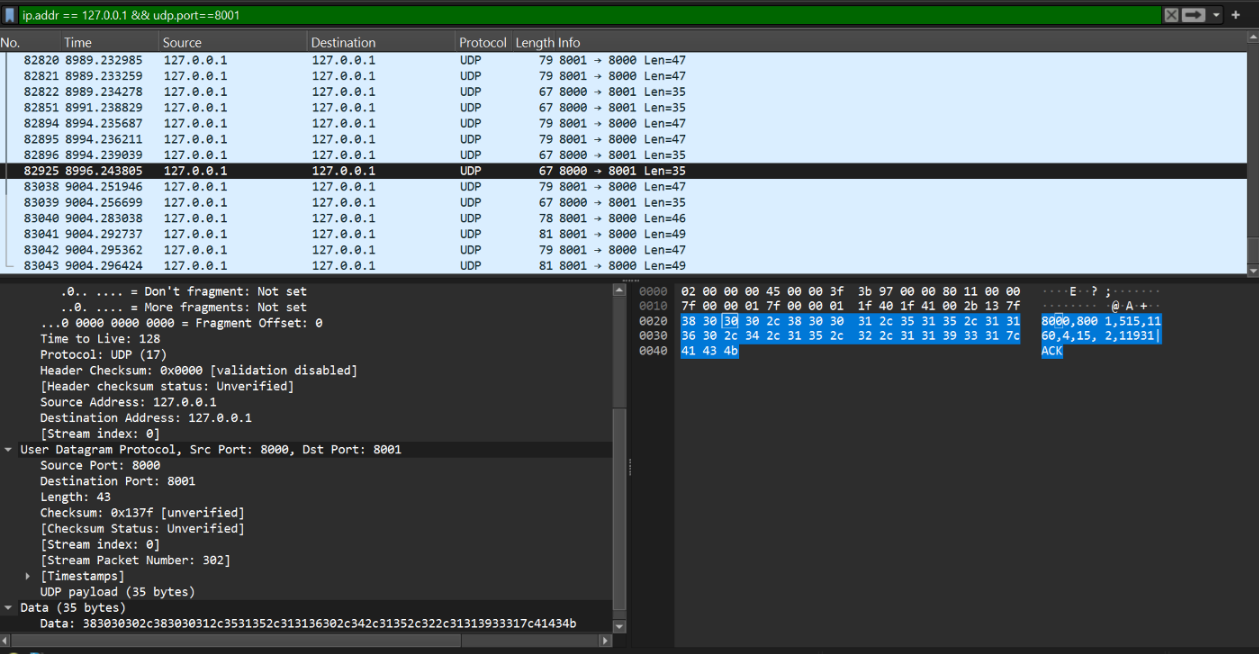 ip.addr == 127.0.0.1 && udp.port==8001
No. Time Source Destination Protocol Length Info
82820 8989.232985 127.0.0.1 127.0.0.1 UDP 79 8001 → 8000 Len=47
82821 8989.233259 127.0.0.1 127.0.0.1 UDP 79 8001 → 8000 Len=47
82822 8989.234278 127.0.0.1 127.0.0.1 UDP 67 8000 → 8001 Len=35
82851 8991.238829 127.0.0.1 127.0.0.1 UDP 67 8000 → 8001 Len=35
82894 8994.235687 127.0.0.1 127.0.0.1 UDP 79 8001 → 8000 Len=47
82895 8994.236211 127.0.0.1 127.0.0.1 UDP 79 8001 → 8000 Len=47
82896 8994.239039 127.0.0.1 127.0.0.1 UDP 67 8000 → 8001 Len=35
82925 8996.243805 127.0.0.1 127.0.0.1 UDP 67 8000 → 8001 Len=35
83038 9004.251946 127.0.0.1 127.0.0.1 UDP 79 8001 → 8000 Len=47
83039 9004.256699 127.0.0.1 127.0.0.1 UDP 67 8000 → 8001 Len=35
83040 9004.283038 127.0.0.1 127.0.0.1 UDP 78 8001 → 8000 Len=46
83041 9004.292737 127.0.0.1 127.0.0.1 UDP 81 8001 → 8000 Len=49
83042 9004.295362 127.0.0.1 127.0.0.1 UDP 79 8001 → 8000 Len=47
83043 9004.296424 127.0.0.1 127.0.0.1 UDP 81 8001 → 8000 Len=49
.0.. .... = Don't fragment: Not set
..0. .... = More fragments: Not set
...0 0000 0000 0000 = Fragment Offset: 0
Time to Live: 128
Protocol: UDP (17)
Header Checksum: 0x0000 [validation disabled]
[Header checksum status: Unverified]
Source Address: 127.0.0.1
Destination Address: 127.0.0.1
[Stream index: 0]
User Datagram Protocol, Src Port: 8000, Dst Port: 8001
Source Port: 8000
Destination Port: 8001
Length: 43
Checksum: 0x137f [unverified]
[Checksum Status: Unverified]
[Stream index: 0]
[Stream Packet Number: 302]
[Timestamps]
UDP payload (35 bytes)
Data (35 bytes)
Data: 383030302c383030312c3531352c313136302c342c31352c322c31313933317c41434b
0000 02 00 00 00 45 00 00 3f 3b 97 00 00 80 11 00 00 ····E··? ;·······
0010 7f 00 00 01 7f 00 00 01 1f 40 1f 41 00 2b 13 7f ········ ·@·A·+··
0020 38 30 30 30 2c 38 30 30 31 2c 35 31 35 2c 31 31 8000,800 1,515,11
0030 36 30 2c 34 2c 31 35 2c 32 2c 31 31 39 33 31 7c 60,4,15, 2,11931|
0040 41 43 4b ACK